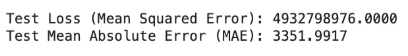 Test Loss (Mean Squared Error): 4932798976.0000
Test Mean Absolute Error (MAE): 3351.9917